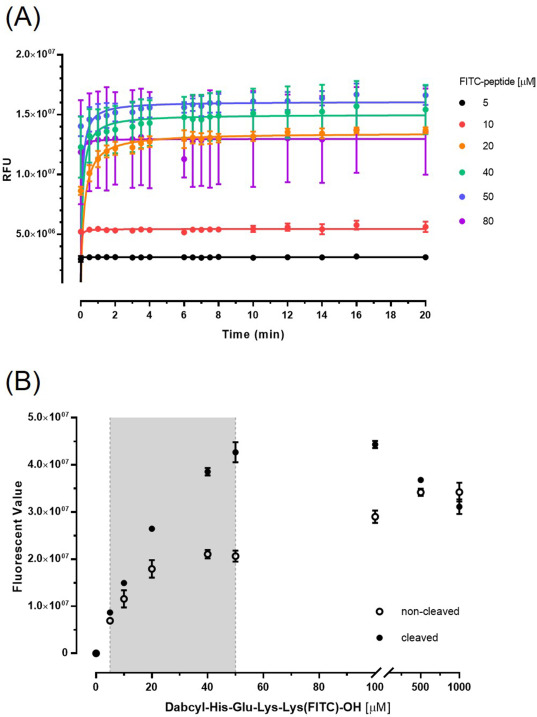 (A)
2.0×10⁰⁷
1.5×10⁰⁷
1.0×10⁰⁷
5.0×10⁰⁶
RFU
0 2 4 6 8 10 12 14 16 18 20
Time (min)
FITC-peptide [µM]
5
10
20
40
50
80
(B)
5.0×10⁰⁷
4.0×10⁰⁷
3.0×10⁰⁷
2.0×10⁰⁷
1.0×10⁰⁷
0
Fluorescent Value
non-cleaved
cleaved
0 20 40 60 80 100 500 1000
Dabcyl-His-Glu-Lys-Lys(FITC)-OH [µM]